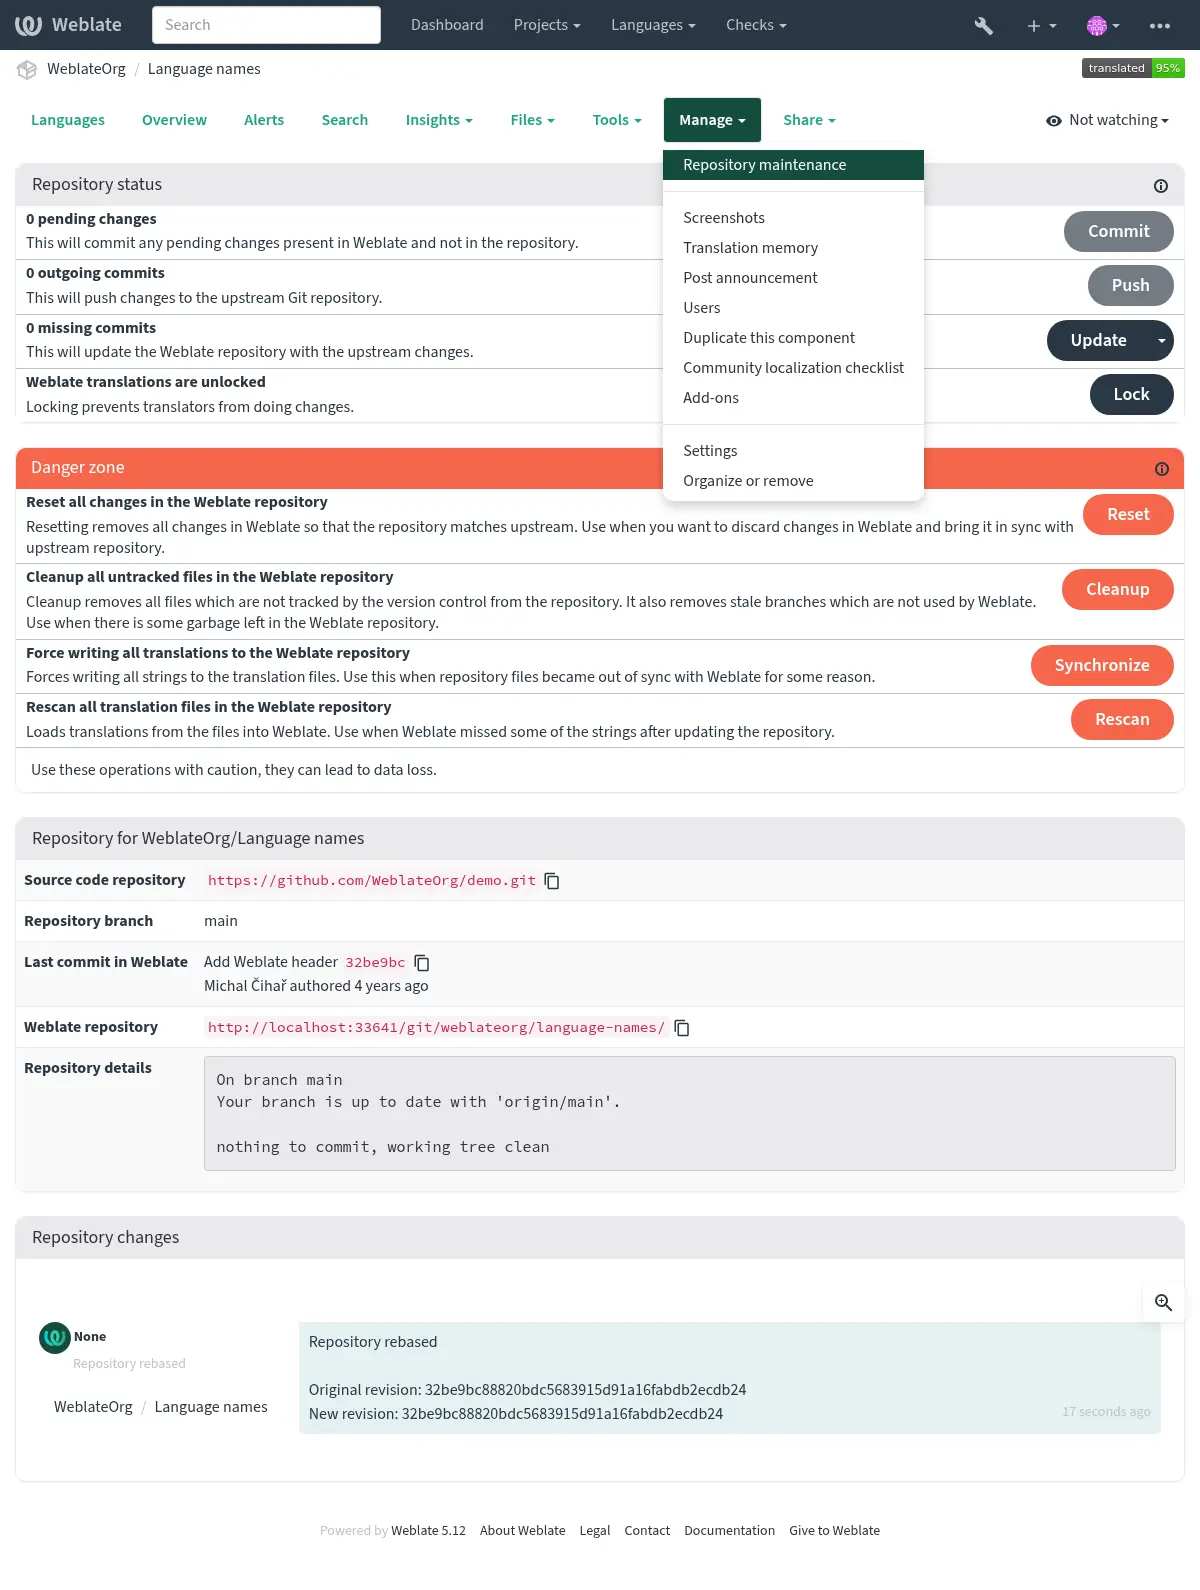 Weblate
Search
Dashboard
Projects
Languages
Checks
WeblateOrg / Language names
translated 95%
Languages
Overview
Alerts
Search
Insights
Files
Tools
Manage
Share
Not watching
Repository maintenance
Screenshots
Translation memory
Post announcement
Users
Duplicate this component
Community localization checklist
Add-ons
Settings
Organize or remove
Repository status
0 pending changes
This will commit any pending changes present in Weblate and not in the repository.
Commit
0 outgoing commits
This will push changes to the upstream Git repository.
Push
0 missing commits
This will update the Weblate repository with the upstream changes.
Update
Weblate translations are unlocked
Locking prevents translators from doing changes.
Lock
Danger zone
Reset all changes in the Weblate repository
Resetting removes all changes in Weblate so that the repository matches upstream. Use when you want to discard changes in Weblate and bring it in sync with
upstream repository.
Reset
Cleanup all untracked files in the Weblate repository
Cleanup removes all files which are not tracked by the version control from the repository. It also removes stale branches which are not used by Weblate.
Use when there is some garbage left in the Weblate repository.
Cleanup
Force writing all translations to the Weblate repository
Forces writing all strings to the translation files. Use this when repository files became out of sync with Weblate for some reason.
Synchronize
Rescan all translation files in the Weblate repository
Loads translations from the files into Weblate. Use when Weblate missed some of the strings after updating the repository.
Rescan
Use these operations with caution, they can lead to data loss.
Repository for WeblateOrg/Language names
Source code repository https://github.com/WeblateOrg/demo.git
Repository branch main
Last commit in Weblate Add Weblate header 32be9bc
Michal Čihař authored 4 years ago
Weblate repository http://localhost:33641/git/weblateorg/language-names/
Repository details
On branch main
Your branch is up to date with 'origin/main'.
nothing to commit, working tree clean
Repository changes
None
Repository rebased
WeblateOrg / Language names
Repository rebased
Original revision: 32be9bc88820bdc5683915d91a16fabdb2ecdb24
New revision: 32be9bc88820bdc5683915d91a16fabdb2ecdb24
17 seconds ago
Powered by Weblate 5.12 About Weblate Legal Contact Documentation Give to Weblate